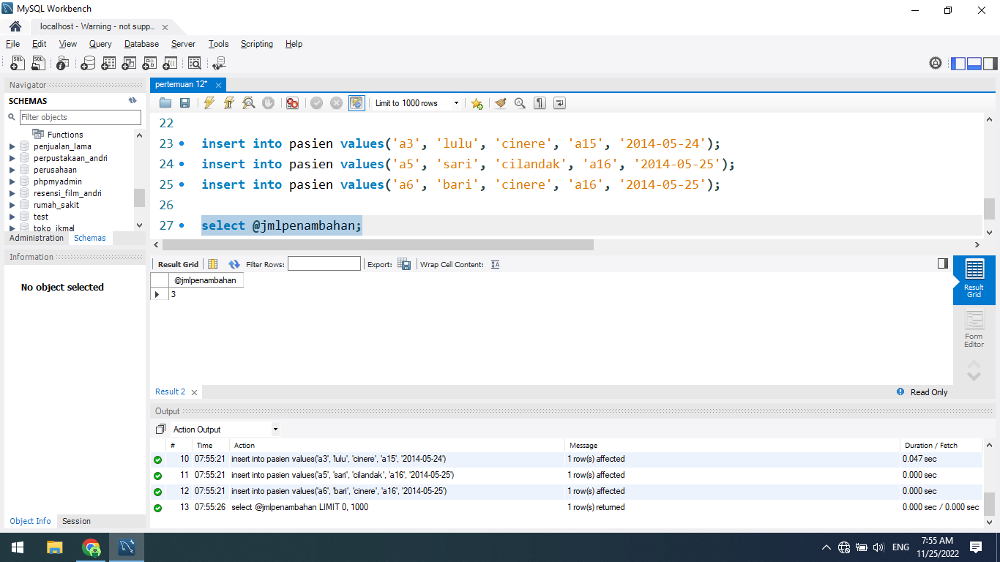 MySQL Workbench
localhost - Warning - not supp...
File Edit View Query Database Server Tools Scripting Help
Navigator
SCHEMAS
Filter objects
Functions
penjualan_lama
perpustakaan_andri
perusahaan
phpmyadmin
resensi_film_andri
rumah_sakit
test
toko_ikmal
Administration Schemas
Information
No object selected
Object Info Session
pertemuan 12*
Limit to 1000 rows
22
23 insert into pasien values('a3', 'lulu', 'cinere', 'a15', '2014-05-24');
24 insert into pasien values('a5', 'sari', 'cilandak', 'a16', '2014-05-25');
25 insert into pasien values('a6', 'bari', 'cinere', 'a16', '2014-05-25');
26
27 select @jmlpenambahan;
Result Grid Filter Rows: Export: Wrap Cell Content:
@jmlpenambahan
3
Result Grid
Form Editor
Result 2
Read Only
Output
Action Output
# Time Action Message Duration / Fetch
10 07:55:21 insert into pasien values('a3', 'lulu', 'cinere', 'a15', '2014-05-24') 1 row(s) affected 0.047 sec
11 07:55:21 insert into pasien values('a5', 'sari', 'cilandak', 'a16', '2014-05-25') 1 row(s) affected 0.000 sec
12 07:55:21 insert into pasien values('a6', 'bari', 'cinere', 'a16', '2014-05-25') 1 row(s) affected 0.000 sec
13 07:55:26 select @jmlpenambahan LIMIT 0, 1000 1 row(s) returned 0.000 sec / 0.000 sec
ENG
7:55 AM
11/25/2022